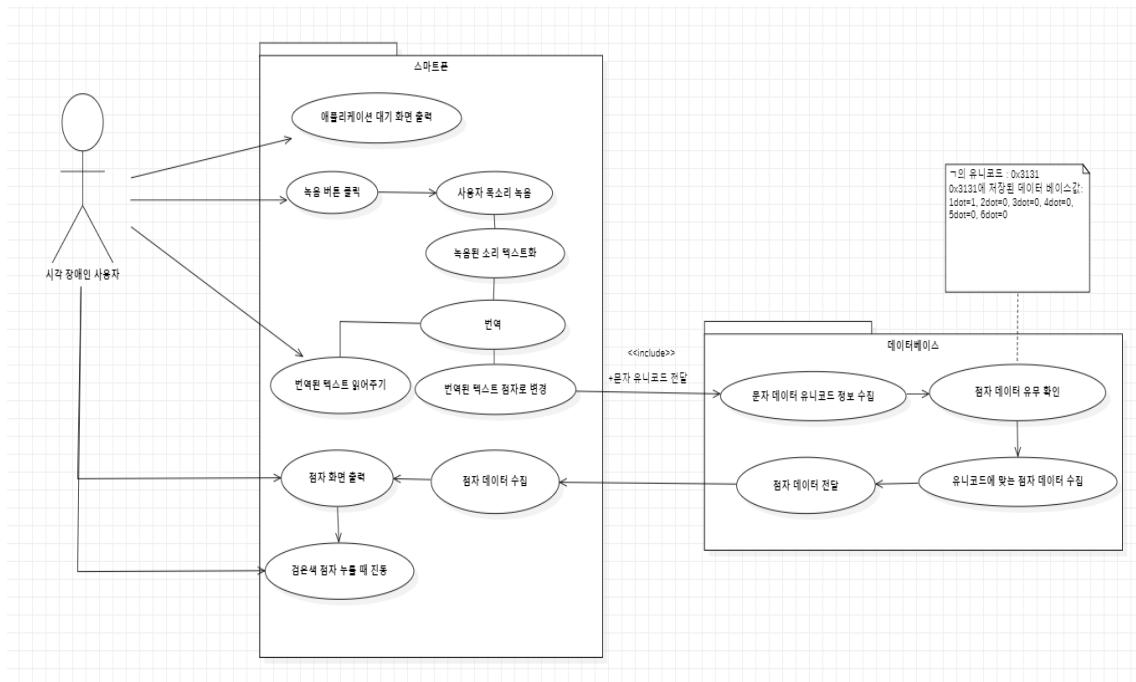 스마트폰
애플리케이션 대기 화면 출력
녹음 버튼 클릭
사용자 목소리 녹음
녹음된 소리 텍스트화
번역
번역된 텍스트 읽어주기
번역된 텍스트 점자로 변경
점자 화면 출력
점자 데이터 수집
검은색 점자 누를 때 진동
시각 장애인 사용자
<<include>>
+문자 유니코드 전달
ㄱ의 유니코드 : 0x3131
0x3131에 저장된 데이터 베이스값:
1dot=1, 2dot=0, 3dot=0, 4dot=0,
5dot=0, 6dot=0
데이터베이스
문자 데이터 유니코드 정보 수집
점자 데이터 유무 확인
점자 데이터 전달
유니코드에 맞는 점자 데이터 수집